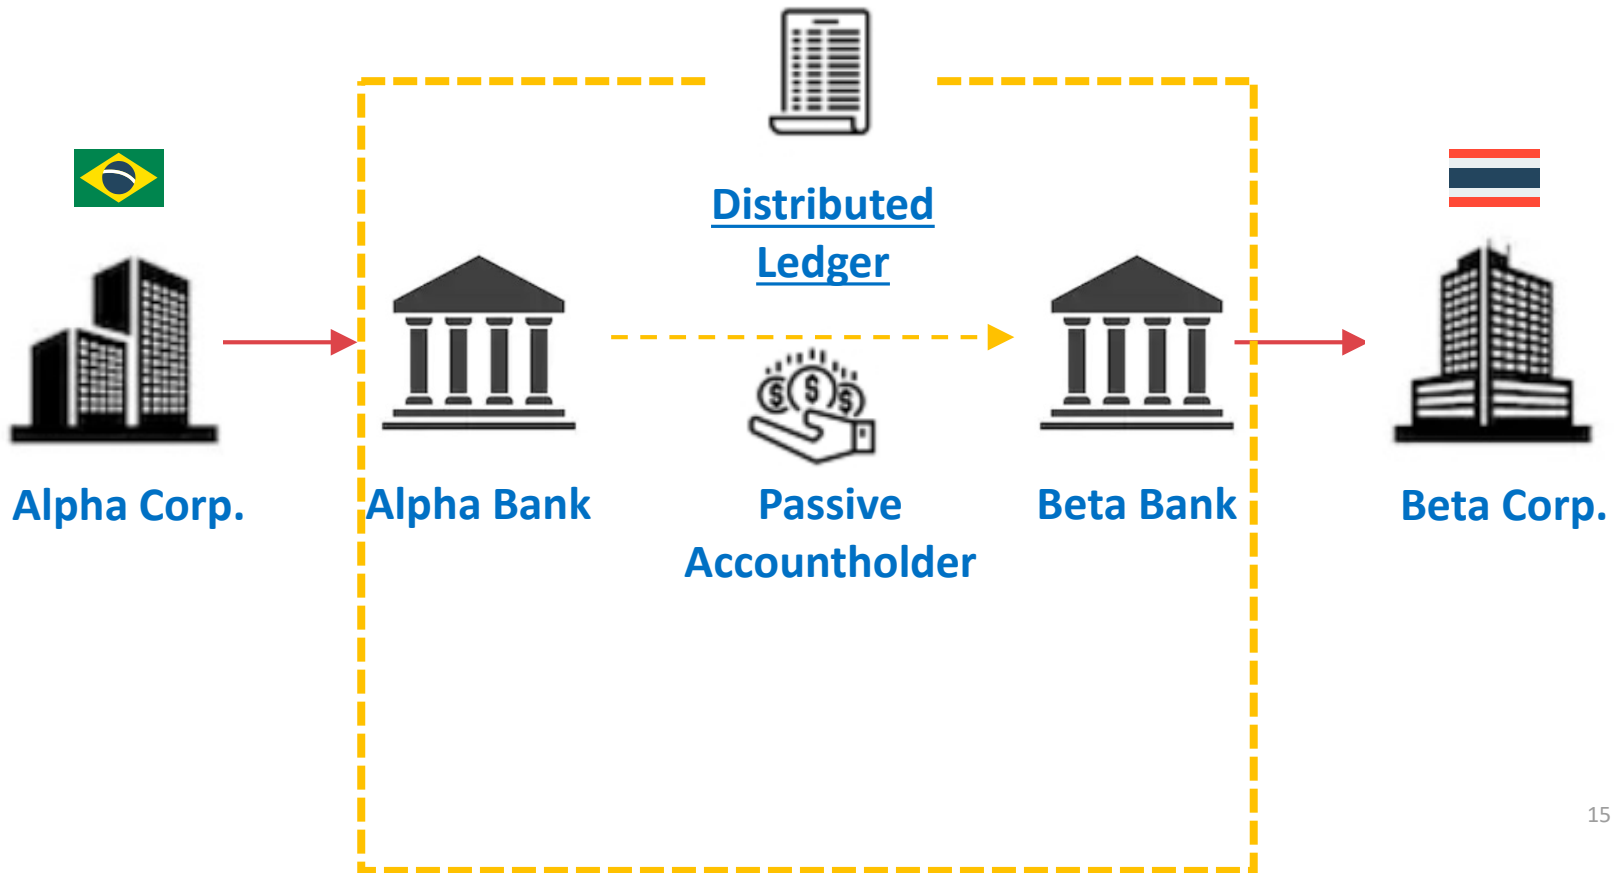 Distributed
Ledger
Alpha Corp.
Alpha Bank
Passive
Accountholder
Beta Bank
Beta Corp.
15